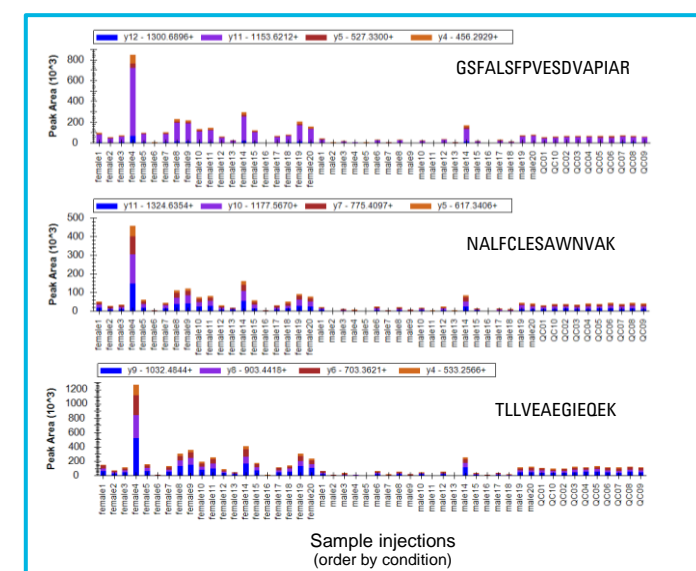 y12 - 1300.6896+ y11 - 1153.6212+ y5 - 527.3300+ y4 - 456.2929+
GSFALSFPVESDVAPIAR
Peak Area (10^3)
800
600
400
200
0
female1 female2 female3 female4 female5 female6 female7 female8 female9 female10 female11 female12 female13 female14 female15 female16 female17 female18 female19 female20 male1 male2 male3 male4 male5 male6 male7 male8 male9 male10 male11 male12 male13 male14 male15 male16 male17 male18 male19 male20 QC01 QC10 QC02 QC03 QC04 QC05 QC06 QC07 QC08 QC09
y11 - 1324.6354+ y10 - 1177.5670+ y7 - 775.4097+ y5 - 617.3406+
NALFCLESAWNVAK
Peak Area (10^3)
500
400
300
200
100
0
female1 female2 female3 female4 female5 female6 female7 female8 female9 female10 female11 female12 female13 female14 female15 female16 female17 female18 female19 female20 male1 male2 male3 male4 male5 male6 male7 male8 male9 male10 male11 male12 male13 male14 male15 male16 male17 male18 male19 male20 QC01 QC10 QC02 QC03 QC04 QC05 QC06 QC07 QC08 QC09
y9 - 1032.4844+ y8 - 903.4418+ y6 - 703.3621+ y4 - 533.2566+
TLLVEAEGIEQEK
Peak Area (10^3)
1200
1000
800
600
400
200
0
female1 female2 female3 female4 female5 female6 female7 female8 female9 female10 female11 female12 female13 female14 female15 female16 female17 female18 female19 female20 male1 male2 male3 male4 male5 male6 male7 male8 male9 male10 male11 male12 male13 male14 male15 male16 male17 male18 male19 male20 QC01 QC10 QC02 QC03 QC04 QC05 QC06 QC07 QC08 QC09
Sample injections
(order by condition)